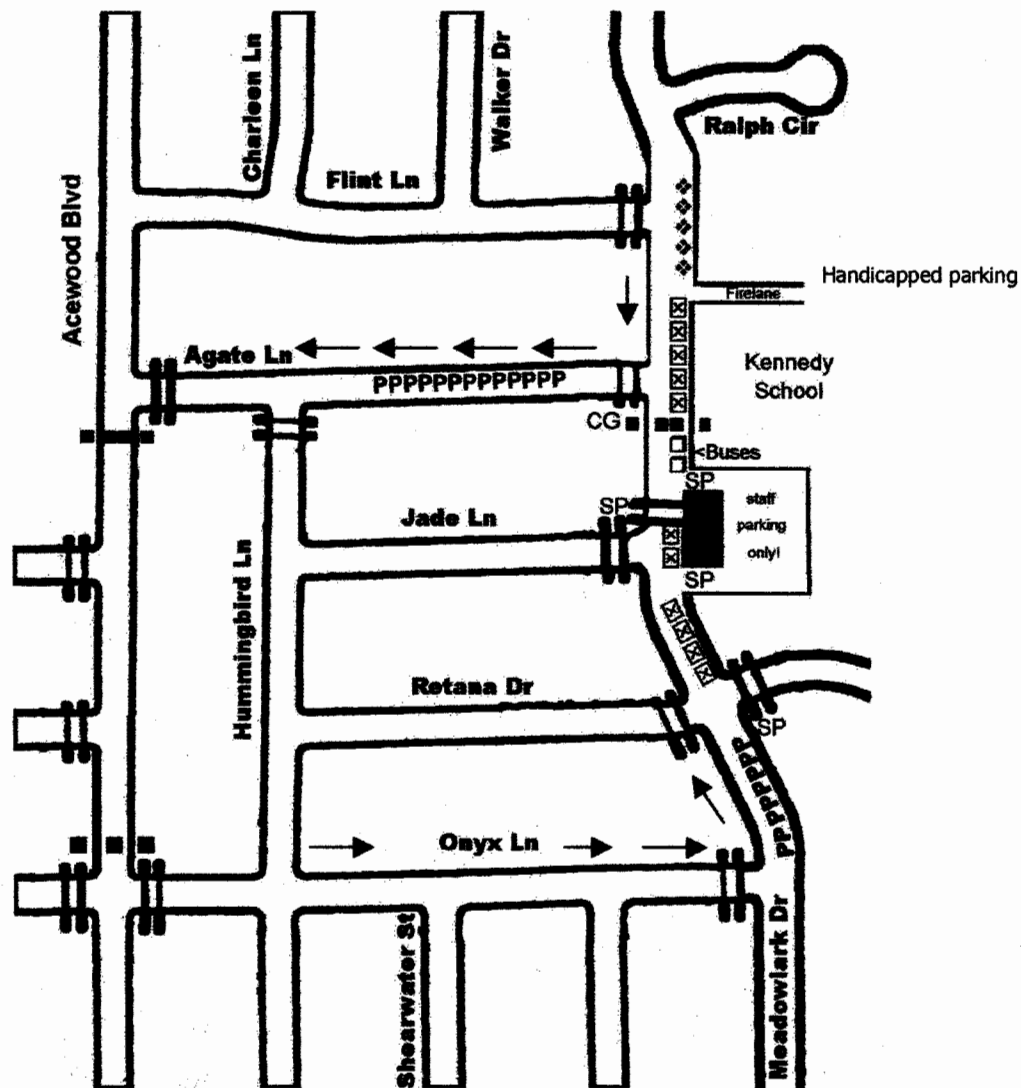 Charleen Ln
Walker Dr
Ralph Cir
Flint Ln
Acewood Blvd
Handicapped parking
Firelane
Agate Ln
PPPPPPPPPPPPP
Kennedy
School
CG
<Buses
SP
SP
staff
parking
only!
Jade Ln
SP
Hummingbird Ln
Retana Dr
SP
PPPPPPPPP
Onyx Ln
Shearwater St
Meadowlark Dr